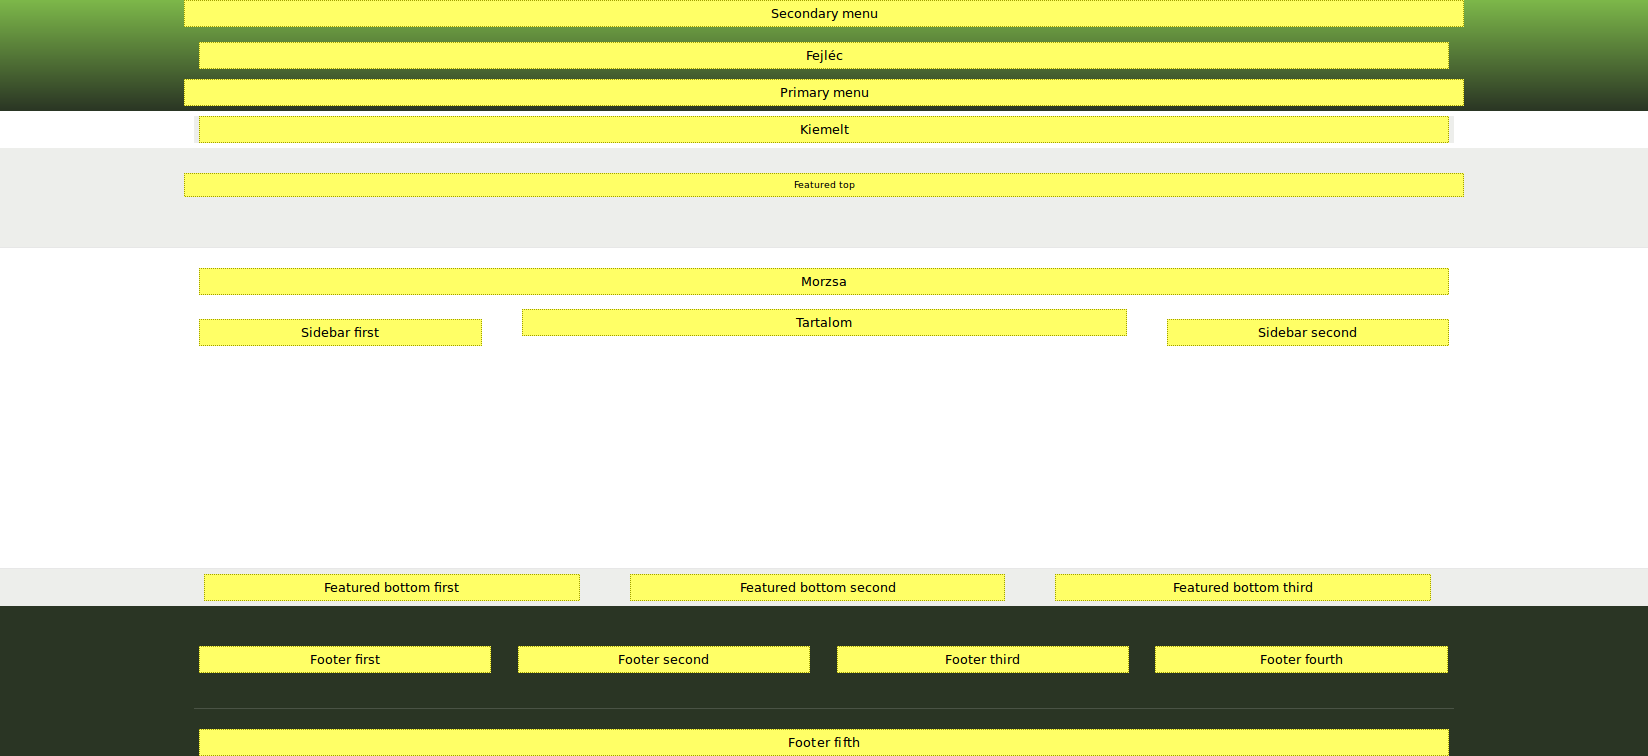 Secondary menu
Fejléc
Primary menu
Kiemelt
Featured top
Morzsa
Sidebar first
Tartalom
Sidebar second
Featured bottom first
Featured bottom second
Featured bottom third
Footer first
Footer second
Footer third
Footer fourth
Footer fifth